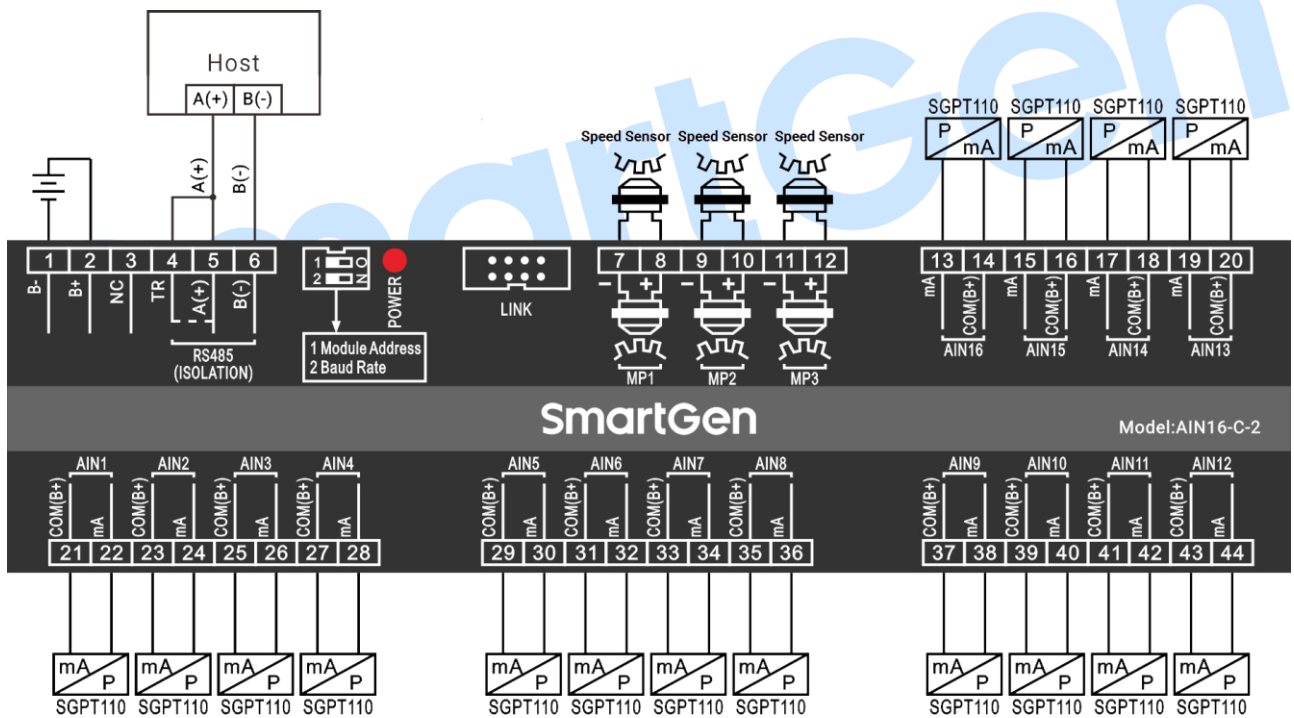 smartGen
Host
A(+) B(-)
A(+) B(-)
Speed Sensor Speed Sensor Speed Sensor
SGPT110 SGPT110 SGPT110 SGPT110
P mA P mA P mA P mA
1 2 3 4 5 6
B- B+ NC TR A(+) B(-)
RS485
(ISOLATION)
1 2 ON
POWER
1 Module Address
2 Baud Rate
LINK
7 8 9 10 11 12
- + - + - +
MP1 MP2 MP3
13 14 15 16 17 18 19 20
mA COM(B+) mA COM(B+) mA COM(B+) mA COM(B+)
AIN16 AIN15 AIN14 AIN13
SmartGen
Model:AIN16-C-2
AIN1 AIN2 AIN3 AIN4 AIN5 AIN6 AIN7 AIN8 AIN9 AIN10 AIN11 AIN12
COM(B+) mA COM(B+) mA COM(B+) mA COM(B+) mA COM(B+) mA COM(B+) mA COM(B+) mA COM(B+) mA COM(B+) mA COM(B+) mA COM(B+) mA COM(B+) mA
21 22 23 24 25 26 27 28 29 30 31 32 33 34 35 36 37 38 39 40 41 42 43 44
mA P mA P mA P mA P mA P mA P mA P mA P mA P mA P mA P mA P
SGPT110 SGPT110 SGPT110 SGPT110 SGPT110 SGPT110 SGPT110 SGPT110 SGPT110 SGPT110 SGPT110 SGPT110